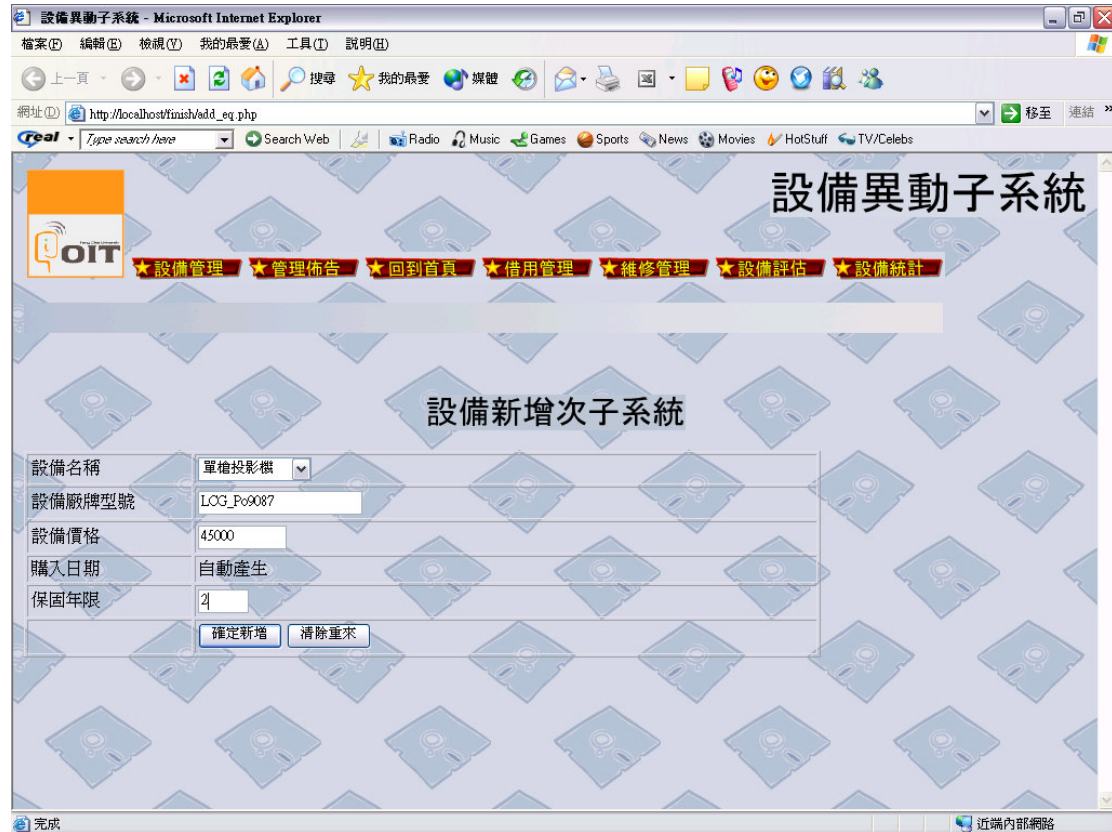 設備異動子系統 - Microsoft Internet Explorer
檔案(F) 編輯(E) 檢視(V) 我的最愛(A) 工具(T) 說明(H)
上一頁 搜尋 我的最愛 媒體
網址(D) http://localhost/finish/add_eq.php 移至 連結 »
real Type search here Search Web Radio Music Games Sports News Movies HotStuff TV/Celebs
設備異動子系統
OIT
設備管理 管理佈告 回到首頁 借用管理 維修管理 設備評估 設備統計
設備新增次子系統
設備名稱 單槍投影機
設備廠牌型號 LCG_Po9087
設備價格 45000
購入日期 自動產生
保固年限 2
確定新增 清除重來
完成 近端內部網路